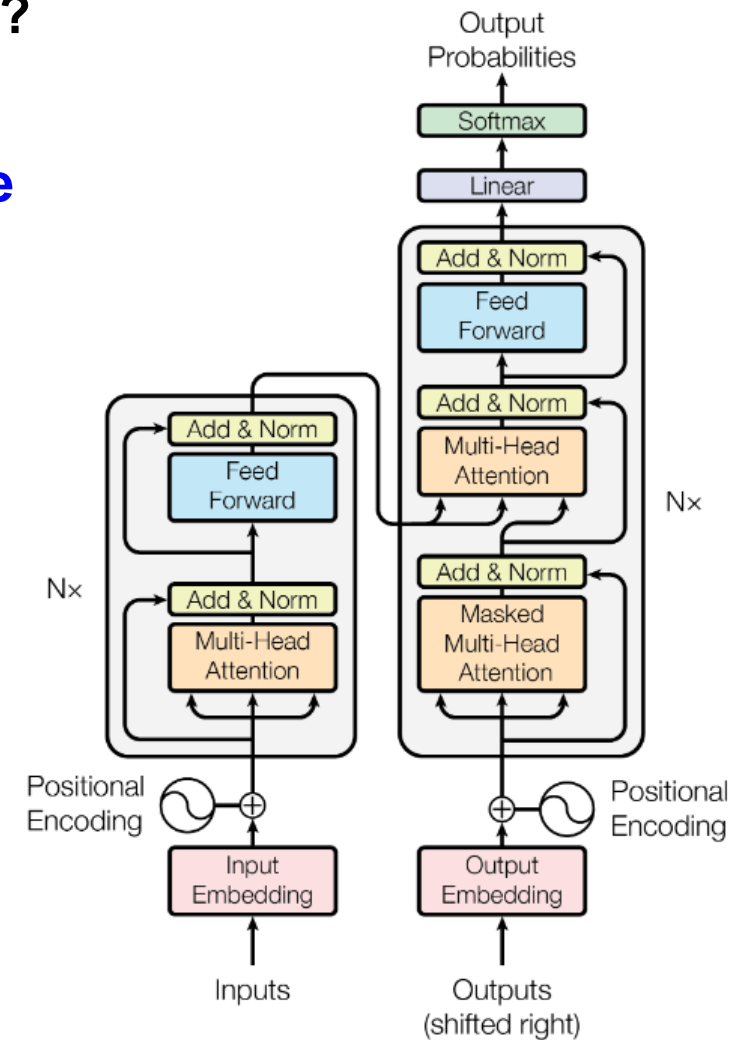 ?
e
Output
Probabilities
Softmax
Linear
Add & Norm
Feed
Forward
Add & Norm
Multi-Head
Attention
Nx
Add & Norm
Masked
Multi-Head
Attention
Add & Norm
Feed
Forward
Nx
Add & Norm
Multi-Head
Attention
Positional
Encoding
Positional
Encoding
Input
Embedding
Output
Embedding
Inputs
Outputs
(shifted right)